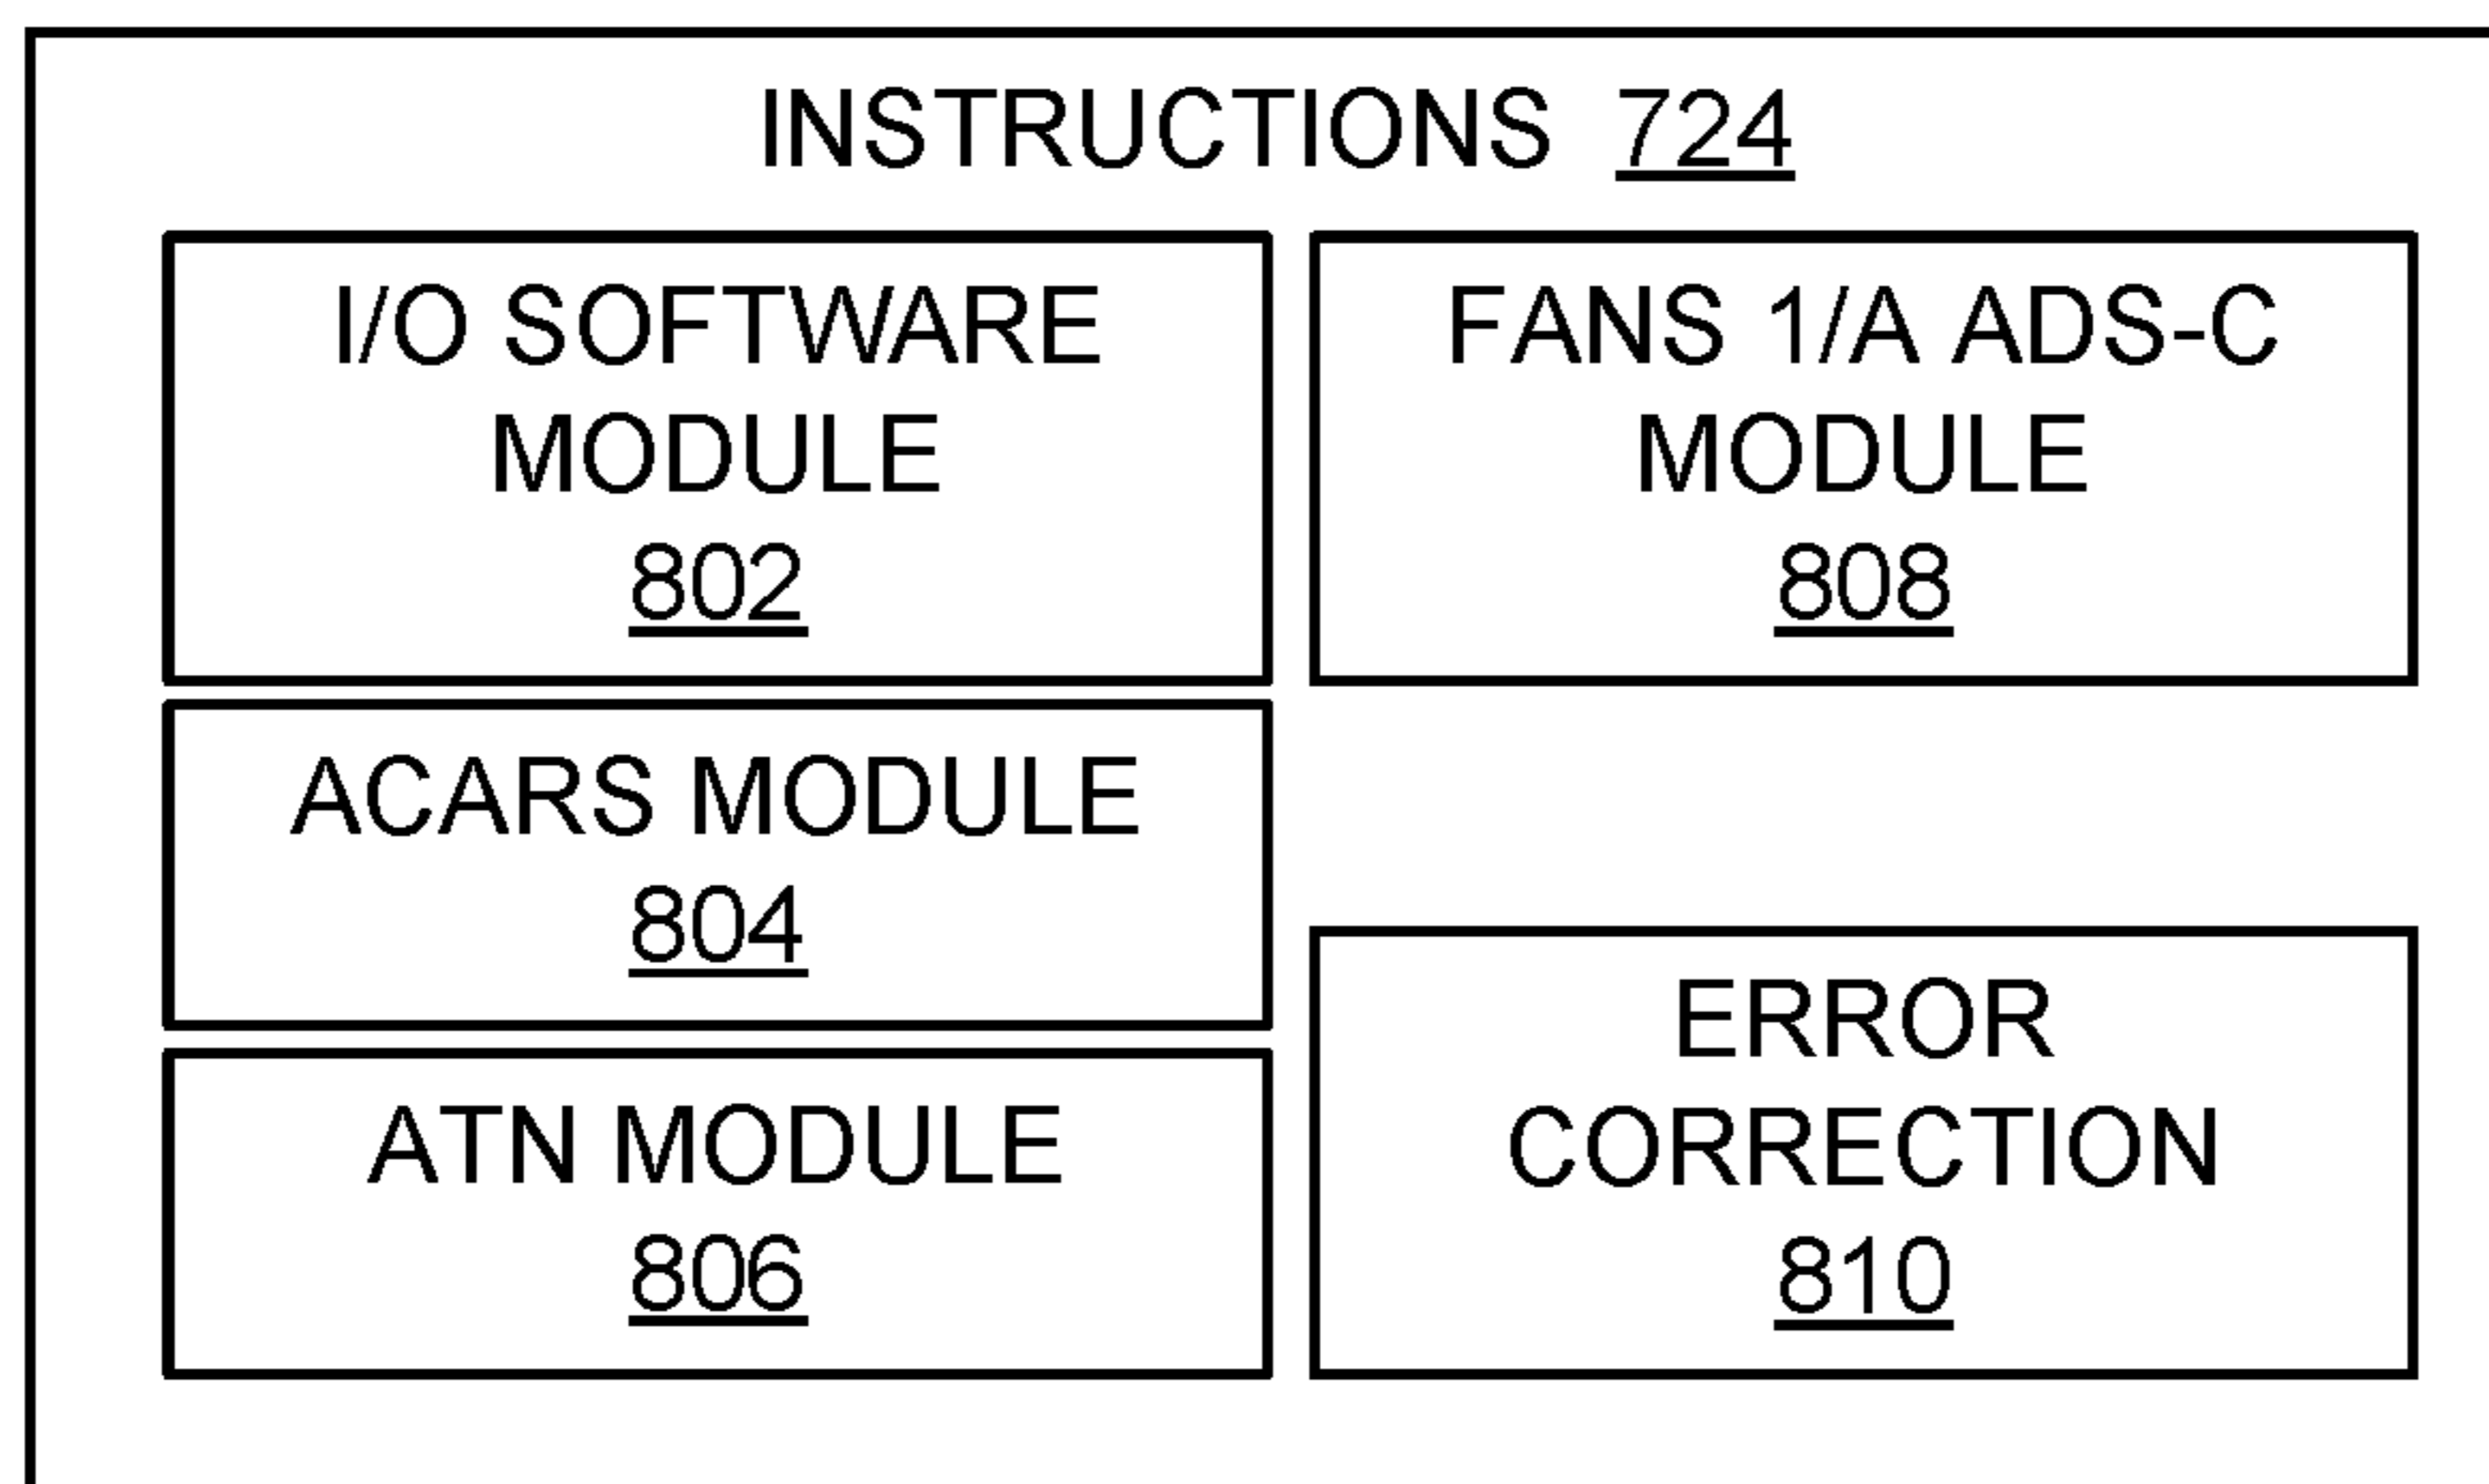 INSTRUCTIONS 724
I/O SOFTWARE
MODULE
802
ACARS MODULE
804
ATN MODULE
806
FANS 1/A ADS-C
MODULE
808
ERROR
CORRECTION
810